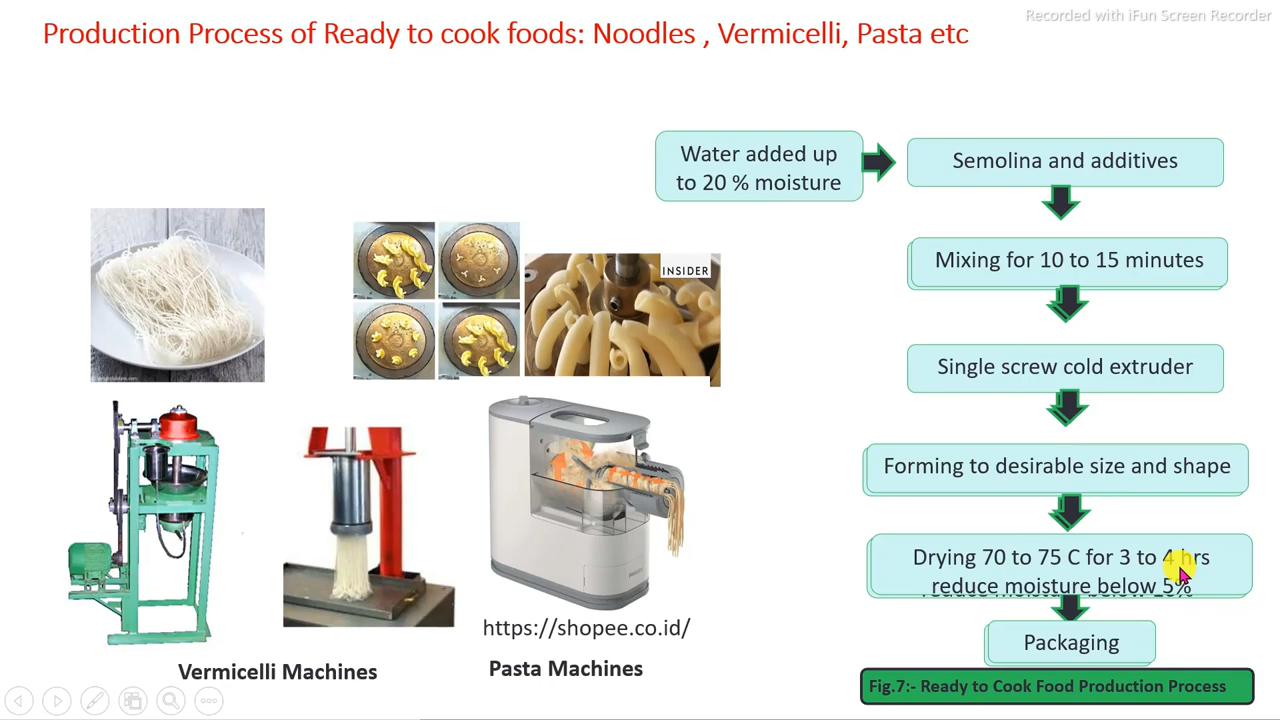 Recorded with iFun Screen Recorder
Production Process of Ready to cook foods: Noodles , Vermicelli, Pasta etc
Water added up
to 20 % moisture
Semolina and additives
Mixing for 10 to 15 minutes
INSIDER
Single screw cold extruder
Forming to desirable size and shape
Drying 70 to 75 C for 3 to 4 hrs
reduce moisture below 5%
https://shopee.co.id/
Packaging
Vermicelli Machines
Pasta Machines
Fig.7:- Ready to Cook Food Production Process